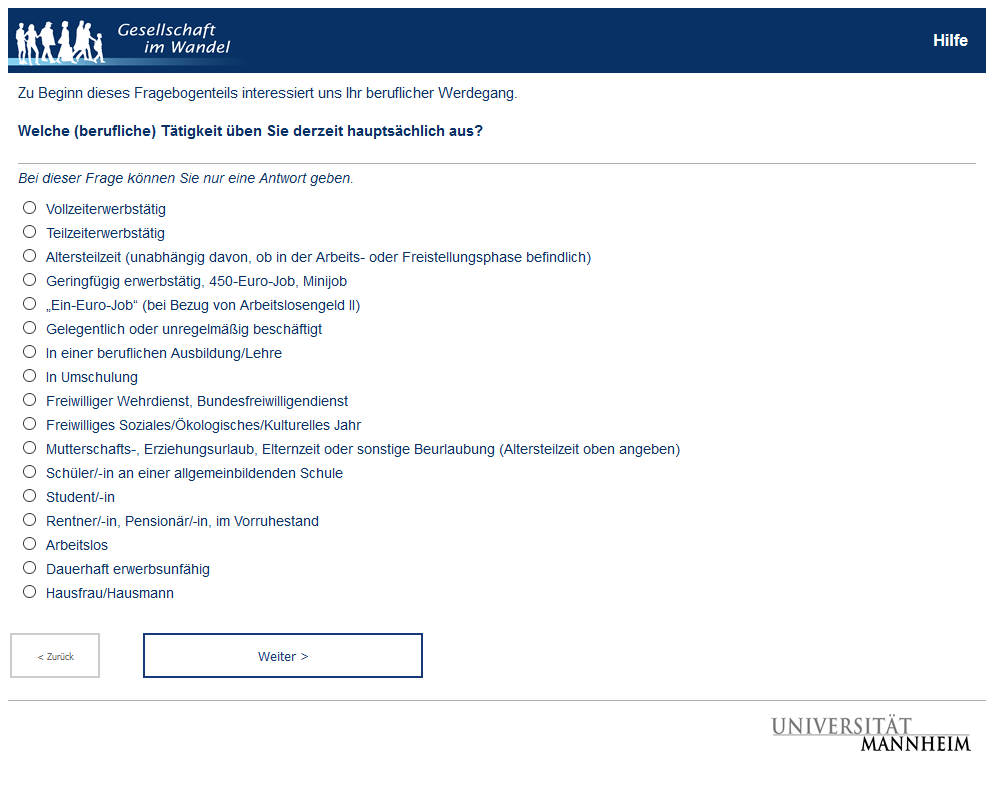 Gesellschaft
im Wandel
Hilfe
Zu Beginn dieses Fragebogenteils interessiert uns Ihr beruflicher Werdegang.
Welche (berufliche) Tätigkeit üben Sie derzeit hauptsächlich aus?
Bei dieser Frage können Sie nur eine Antwort geben.
Vollzeiterwerbstätig
Teilzeiterwerbstätig
Altersteilzeit (unabhängig davon, ob in der Arbeits- oder Freistellungsphase befindlich)
Geringfügig erwerbstätig, 450-Euro-Job, Minijob
„Ein-Euro-Job“ (bei Bezug von Arbeitslosengeld II)
Gelegentlich oder unregelmäßig beschäftigt
In einer beruflichen Ausbildung/Lehre
In Umschulung
Freiwilliger Wehrdienst, Bundesfreiwilligendienst
Freiwilliges Soziales/Ökologisches/Kulturelles Jahr
Mutterschafts-, Erziehungsurlaub, Elternzeit oder sonstige Beurlaubung (Altersteilzeit oben angeben)
Schüler/-in an einer allgemeinbildenden Schule
Student/-in
Rentner/-in, Pensionär/-in, im Vorruhestand
Arbeitslos
Dauerhaft erwerbsunfähig
Hausfrau/Hausmann
< Zurück
Weiter >
UNIVERSITÄT
MANNHEIM